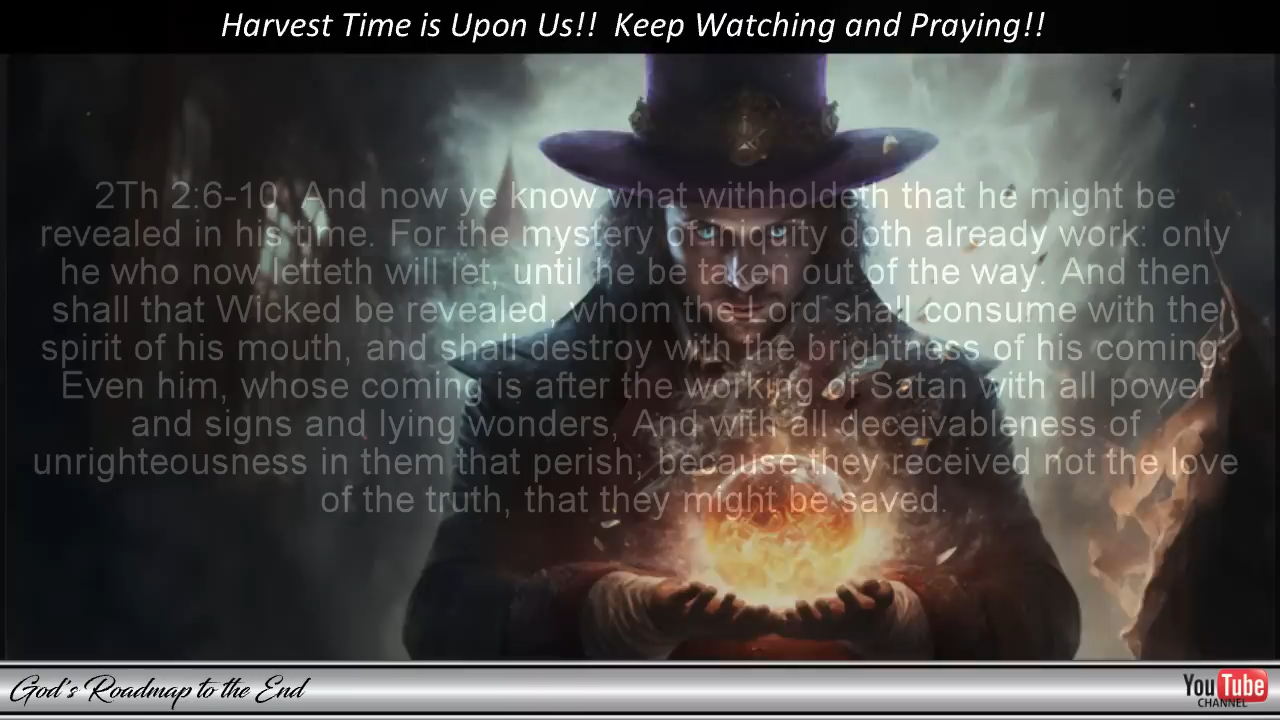 Harvest Time is Upon Us!! Keep Watching and Praying!!
2Th 2:6-10 And now ye know what withholdeth that he might be
revealed in his time. For the mystery of iniquity doth already work: only
he who now letteth will let, until he be taken out of the way. And then
shall that Wicked be revealed, whom the Lord shall consume with the
spirit of his mouth, and shall destroy with the brightness of his coming:
Even him, whose coming is after the working of Satan with all power
and signs and lying wonders, And with all deceivableness of
unrighteousness in them that perish; because they received not the love
of the truth, that they might be saved.
God's Roadmap to the End
YouTube
CHANNEL